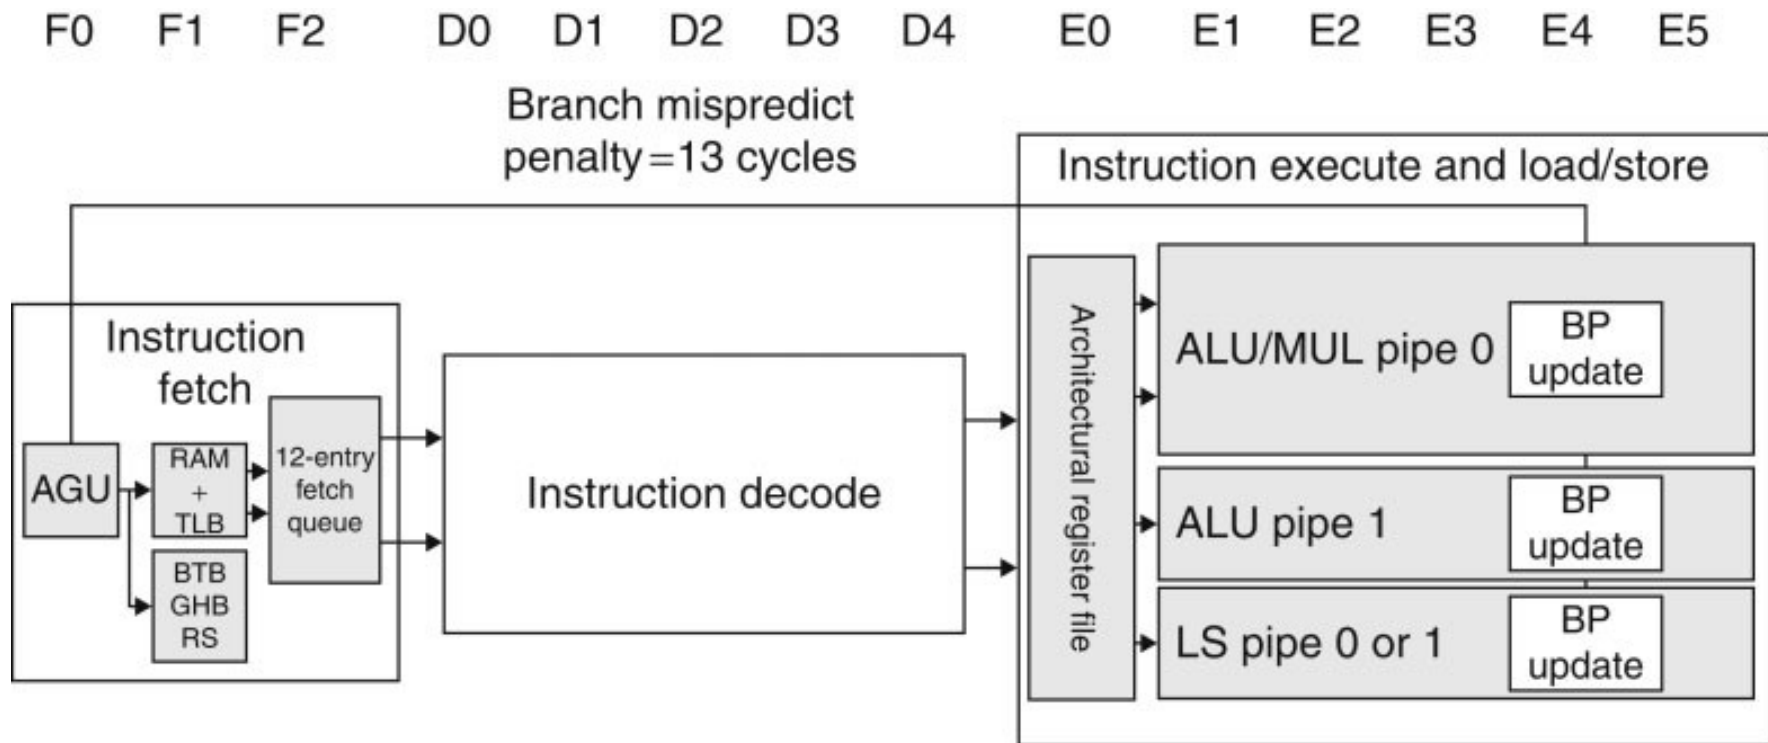 F0 F1 F2 D0 D1 D2 D3 D4 E0 E1 E2 E3 E4 E5
Branch mispredict
penalty=13 cycles
Instruction execute and load/store
Instruction
fetch
AGU
RAM
+
TLB
BTB
GHB
RS
12-entry
fetch
queue
Instruction decode
Architectural register file
ALU/MUL pipe 0
BP
update
ALU pipe 1
BP
update
LS pipe 0 or 1
BP
update